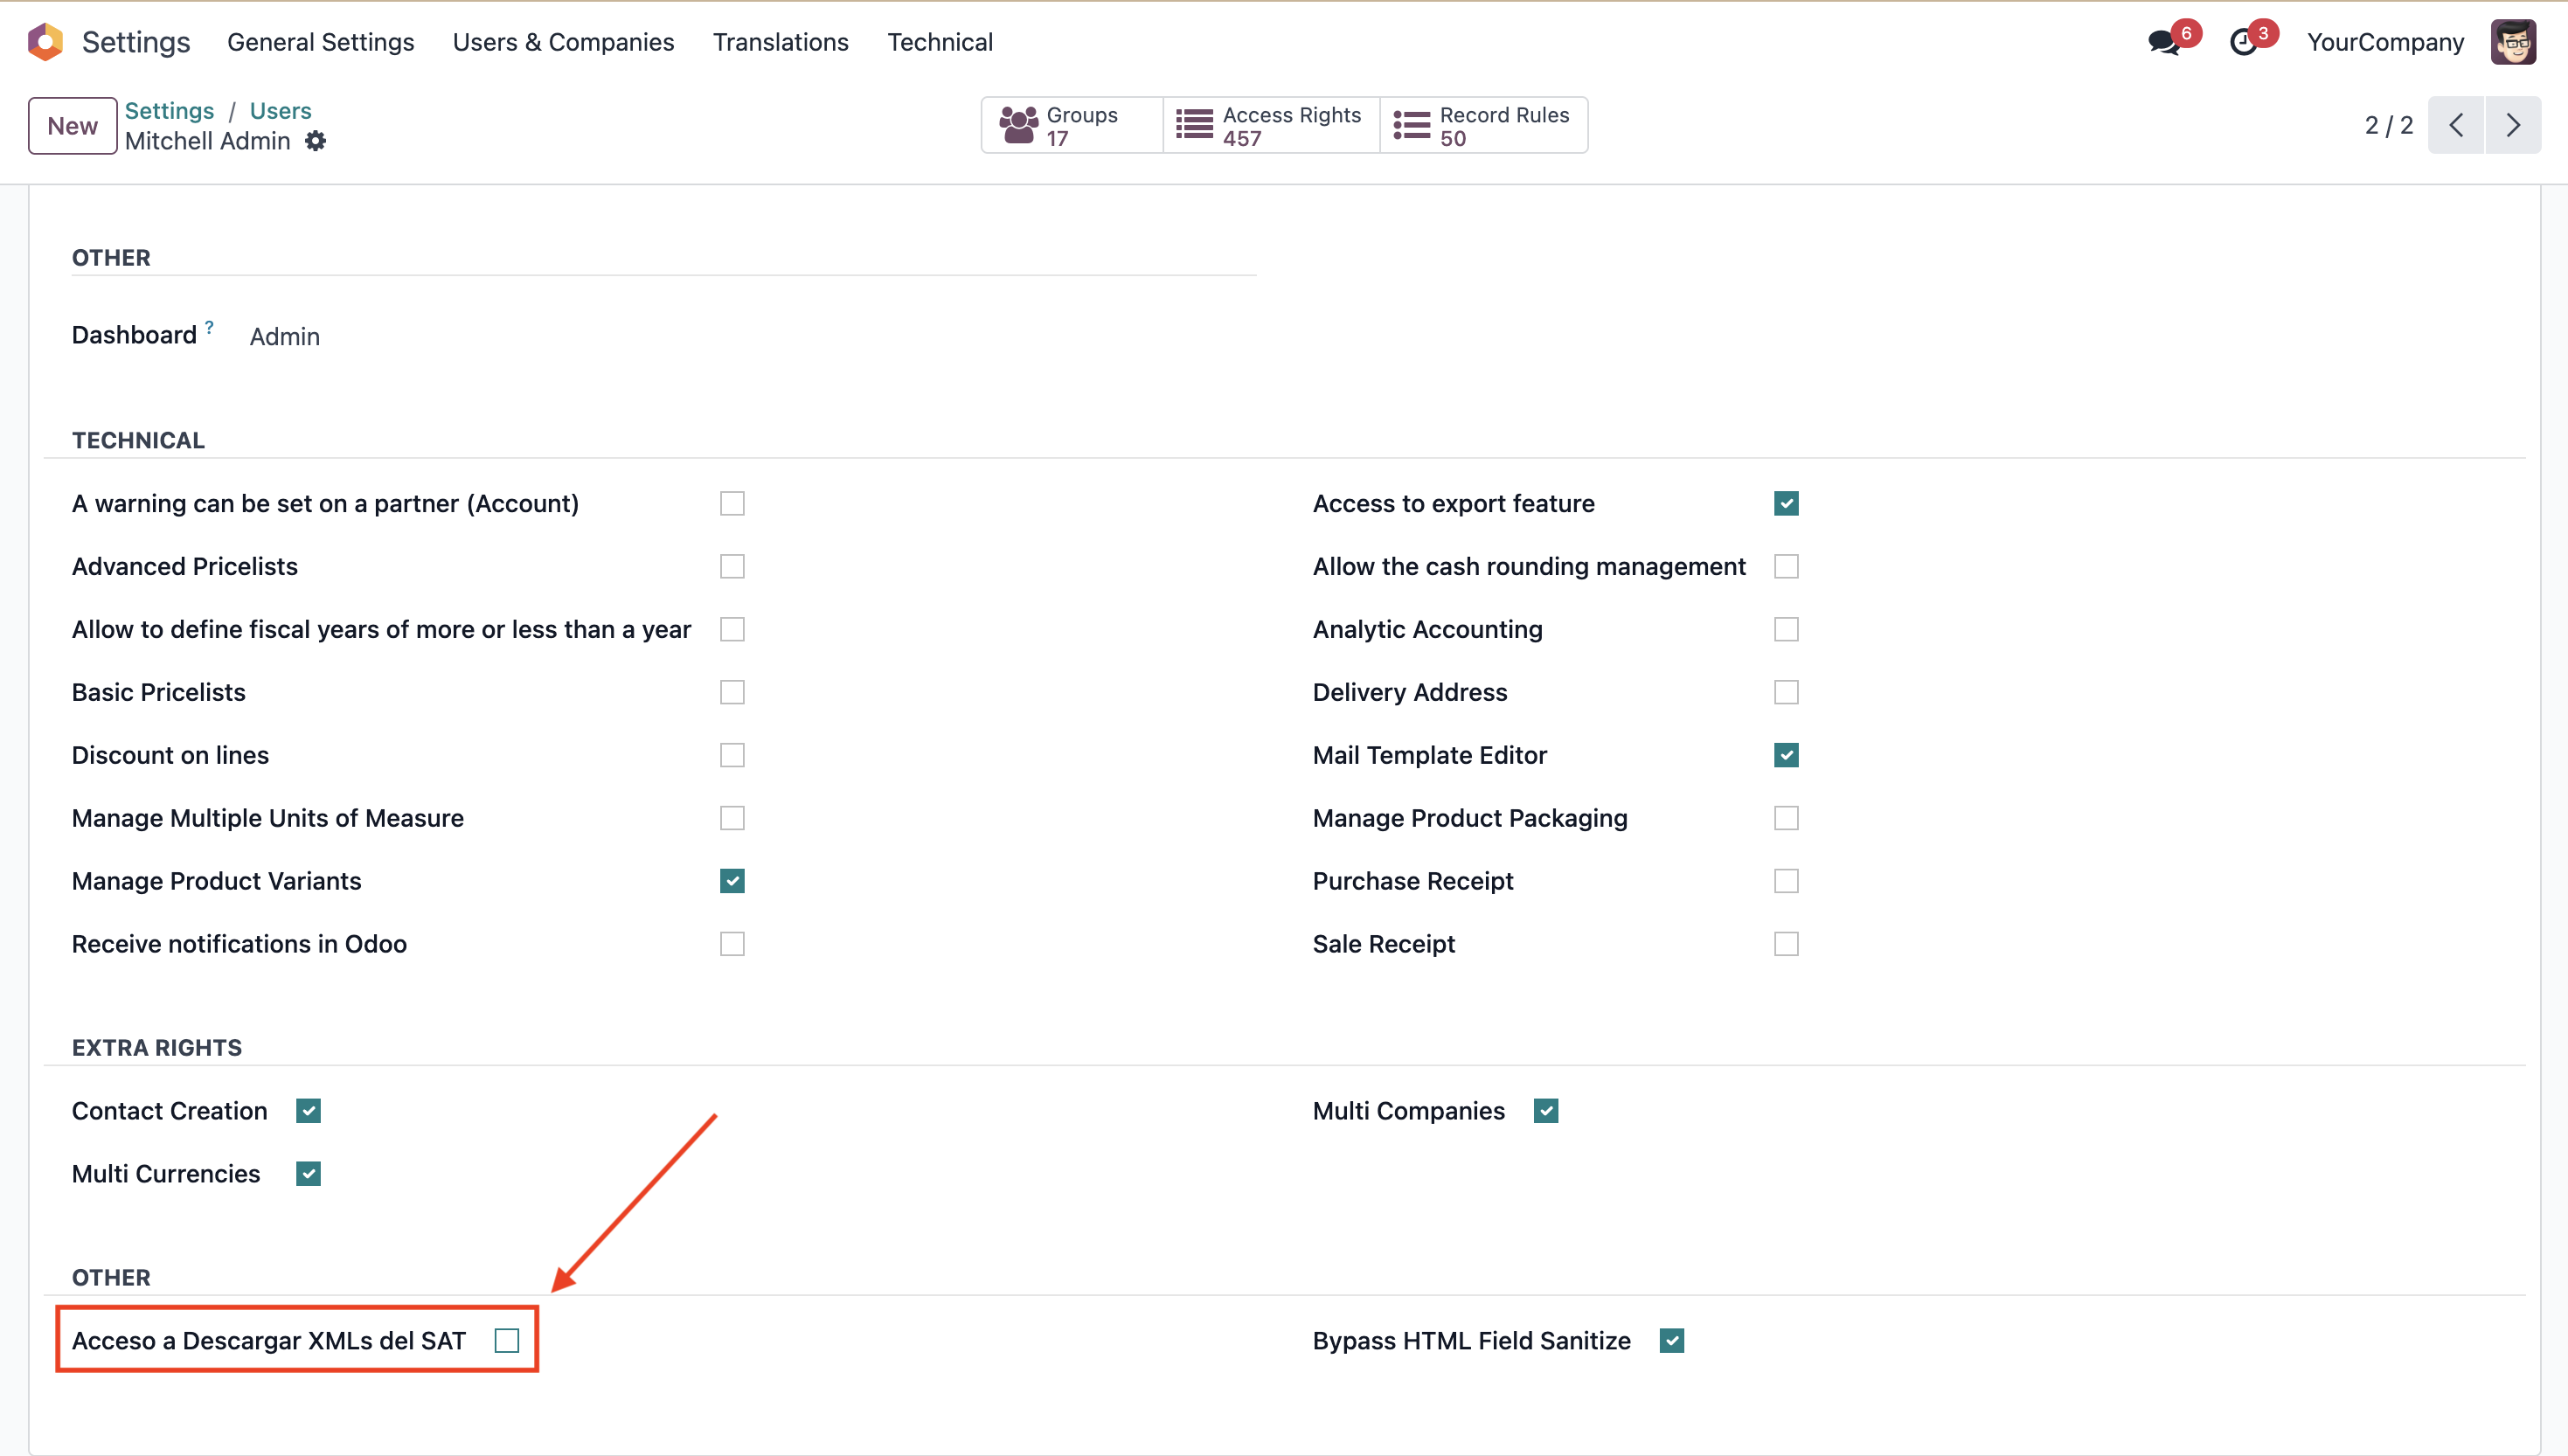 Settings General Settings Users & Companies Translations Technical 6 3 YourCompany
New Settings / Users
Mitchell Admin
Groups 17
Access Rights 457
Record Rules 50
2 / 2
OTHER
Dashboard ? Admin
TECHNICAL
A warning can be set on a partner (Account)
Access to export feature
Advanced Pricelists
Allow the cash rounding management
Allow to define fiscal years of more or less than a year
Analytic Accounting
Basic Pricelists
Delivery Address
Discount on lines
Mail Template Editor
Manage Multiple Units of Measure
Manage Product Packaging
Manage Product Variants
Purchase Receipt
Receive notifications in Odoo
Sale Receipt
EXTRA RIGHTS
Contact Creation
Multi Companies
Multi Currencies
OTHER
Acceso a Descargar XMLs del SAT
Bypass HTML Field Sanitize